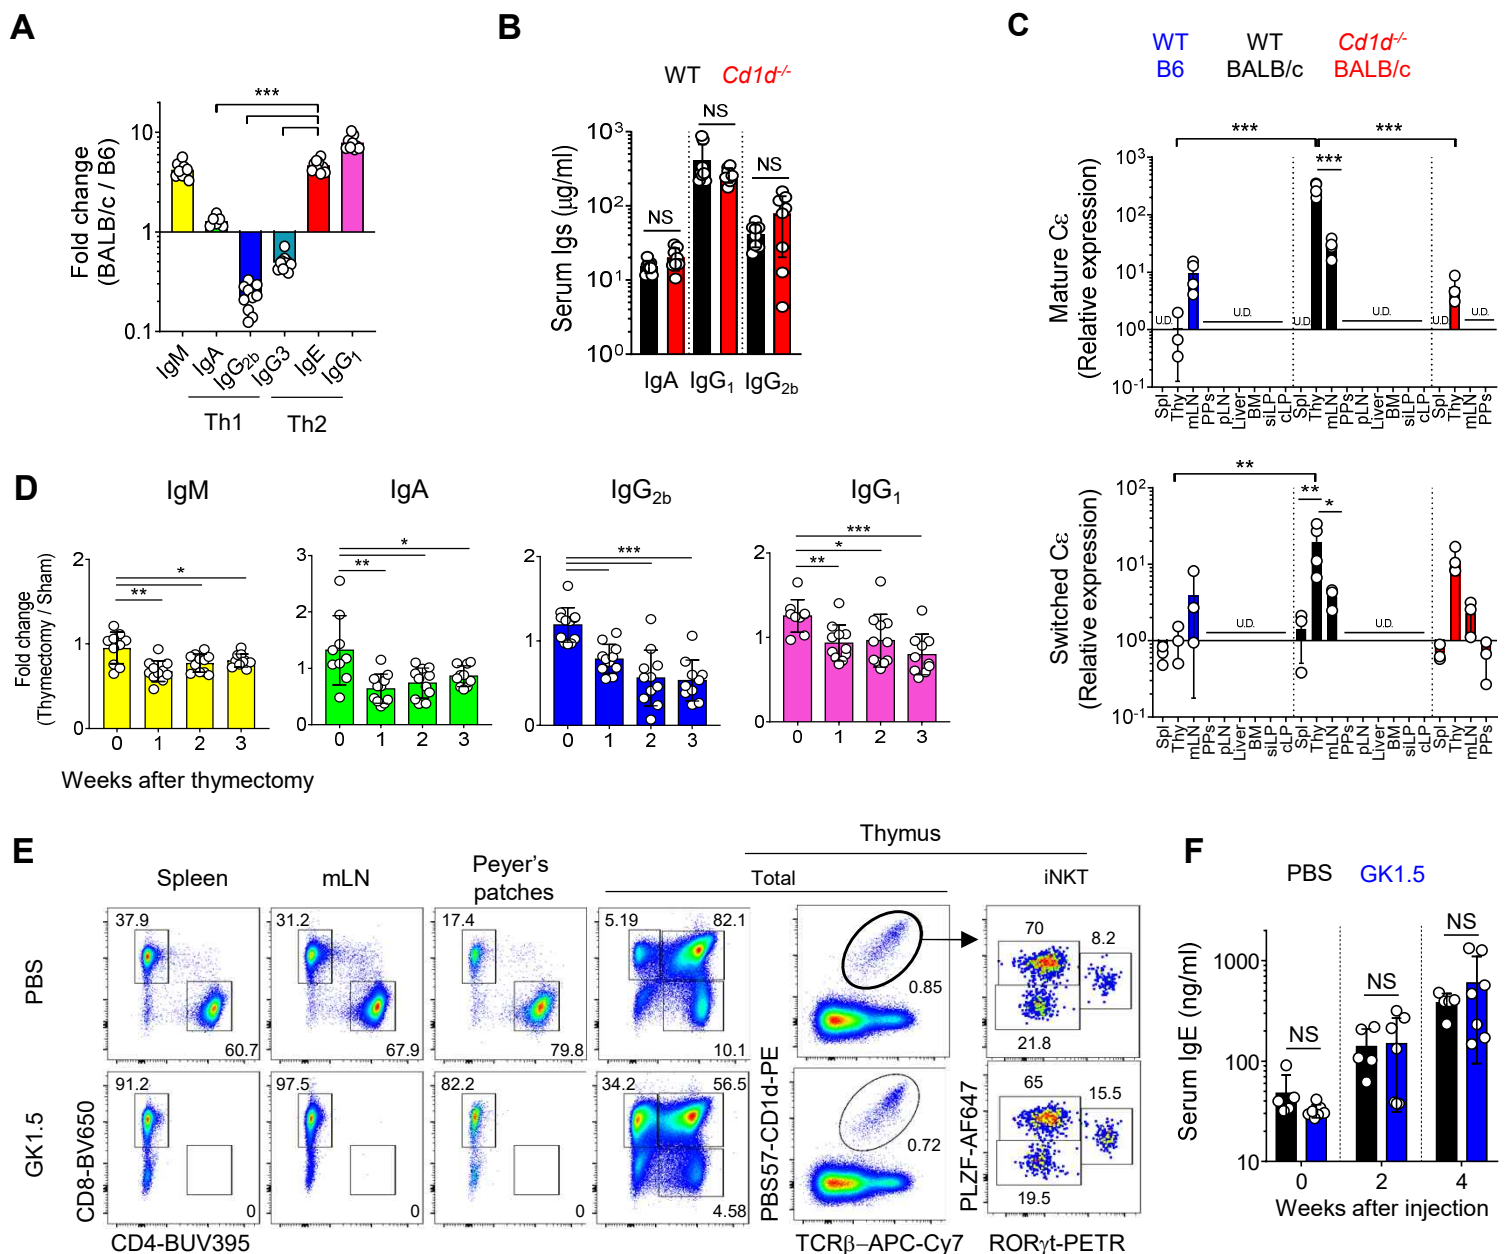 A
***
Fold change
(BALB/c / B6)
10
1
0.1
IgM
IgA
IgG2b
IgG3
IgE
IgG1
Th1
Th2
B
WT
Cd1d-/-
NS
NS
NS
Serum Igs (μg/ml)
10³
10²
10¹
10⁰
IgA
IgG1
IgG2b
C
WT
B6
WT
BALB/c
Cd1d-/-
BALB/c
***
***
***
Mature Cε
(Relative expression)
10³
10²
10¹
10⁰
10⁻¹
U.D.
U.D.
U.D.
U.D.
U.D.
U.D.
Spl
Thy
mLN
PPs
pLN
Liver
BM
siLP
cLP
Spl
Thy
mLN
PPs
pLN
Liver
BM
siLP
cLP
Spl
Thy
mLN
PPs
**
**
*
Switched Cε
(Relative expression)
10²
10¹
10⁰
10⁻¹
U.D.
U.D.
Spl
Thy
mLN
PPs
pLN
Liver
BM
siLP
cLP
Spl
Thy
mLN
PPs
pLN
Liver
BM
siLP
cLP
Spl
Thy
mLN
PPs
D
IgM
IgA
IgG2b
IgG1
Fold change
(Thymectomy / Sham)
2
1
0
*
**
0 1 2 3
3
2
1
0
*
**
0 1 2 3
2
1
0
***
0 1 2 3
2
1
0
***
*
**
0 1 2 3
Weeks after thymectomy
E
Thymus
Spleen
mLN
Peyer's
patches
Total
iNKT
PBS
37.9
60.7
31.2
67.9
17.4
79.8
5.19
82.1
10.1
0.85
70
8.2
21.8
GK1.5
91.2
0
97.5
0
82.2
0
34.2
56.5
4.58
0.72
65
15.5
19.5
CD8-BV650
CD4-BUV395
PBS57-CD1d-PE
TCRβ–APC-Cy7
PLZF-AF647
RORγt-PETR
F
PBS
GK1.5
NS
NS
NS
Serum IgE (ng/ml)
1000
100
10
0
2
4
Weeks after injection